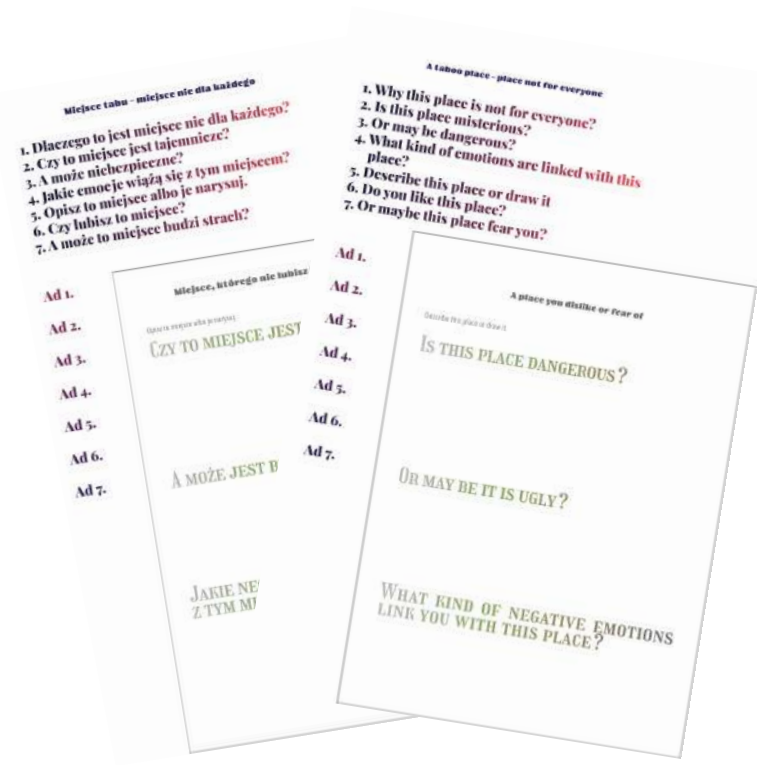 Miejsce tabu - miejsce nie dla każdego
1. Dlaczego to jest miejsce nie dla każdego?
2. Czy to miejsce jest tajemnicze?
3. A może niebezpieczne?
4. Jakie emocje wiążą się z tym miejscem?
5. Opisz to miejsce albo je narysuj.
6. Czy lubisz to miejsce?
7. A może to miejsce budzi strach?
Ad 1.
Ad 2.
Ad 3.
Ad 4.
Ad 5.
Ad 6.
Ad 7.
A taboo place - place not for everyone
1. Why this place is not for everyone?
2. Is this place misterious?
3. Or may be dangerous?
4. What kind of emotions are linked with this
place?
5. Describe this place or draw it
6. Do you like this place?
7. Or maybe this place fear you?
Ad 1.
Ad 2.
Ad 3.
Ad 4.
Ad 5.
Ad 6.
Ad 7.
Miejsce, którego nie lubisz
Opisz to miejsce albo je narysuj
CZY TO MIEJSCE JEST
A MOŻE JEST B
JAKIE NE
Z TYM MI
A place you dislike or fear of
Describe this place or draw it
IS THIS PLACE DANGEROUS?
OR MAY BE IT IS UGLY?
WHAT KIND OF NEGATIVE EMOTIONS
LINK YOU WITH THIS PLACE?